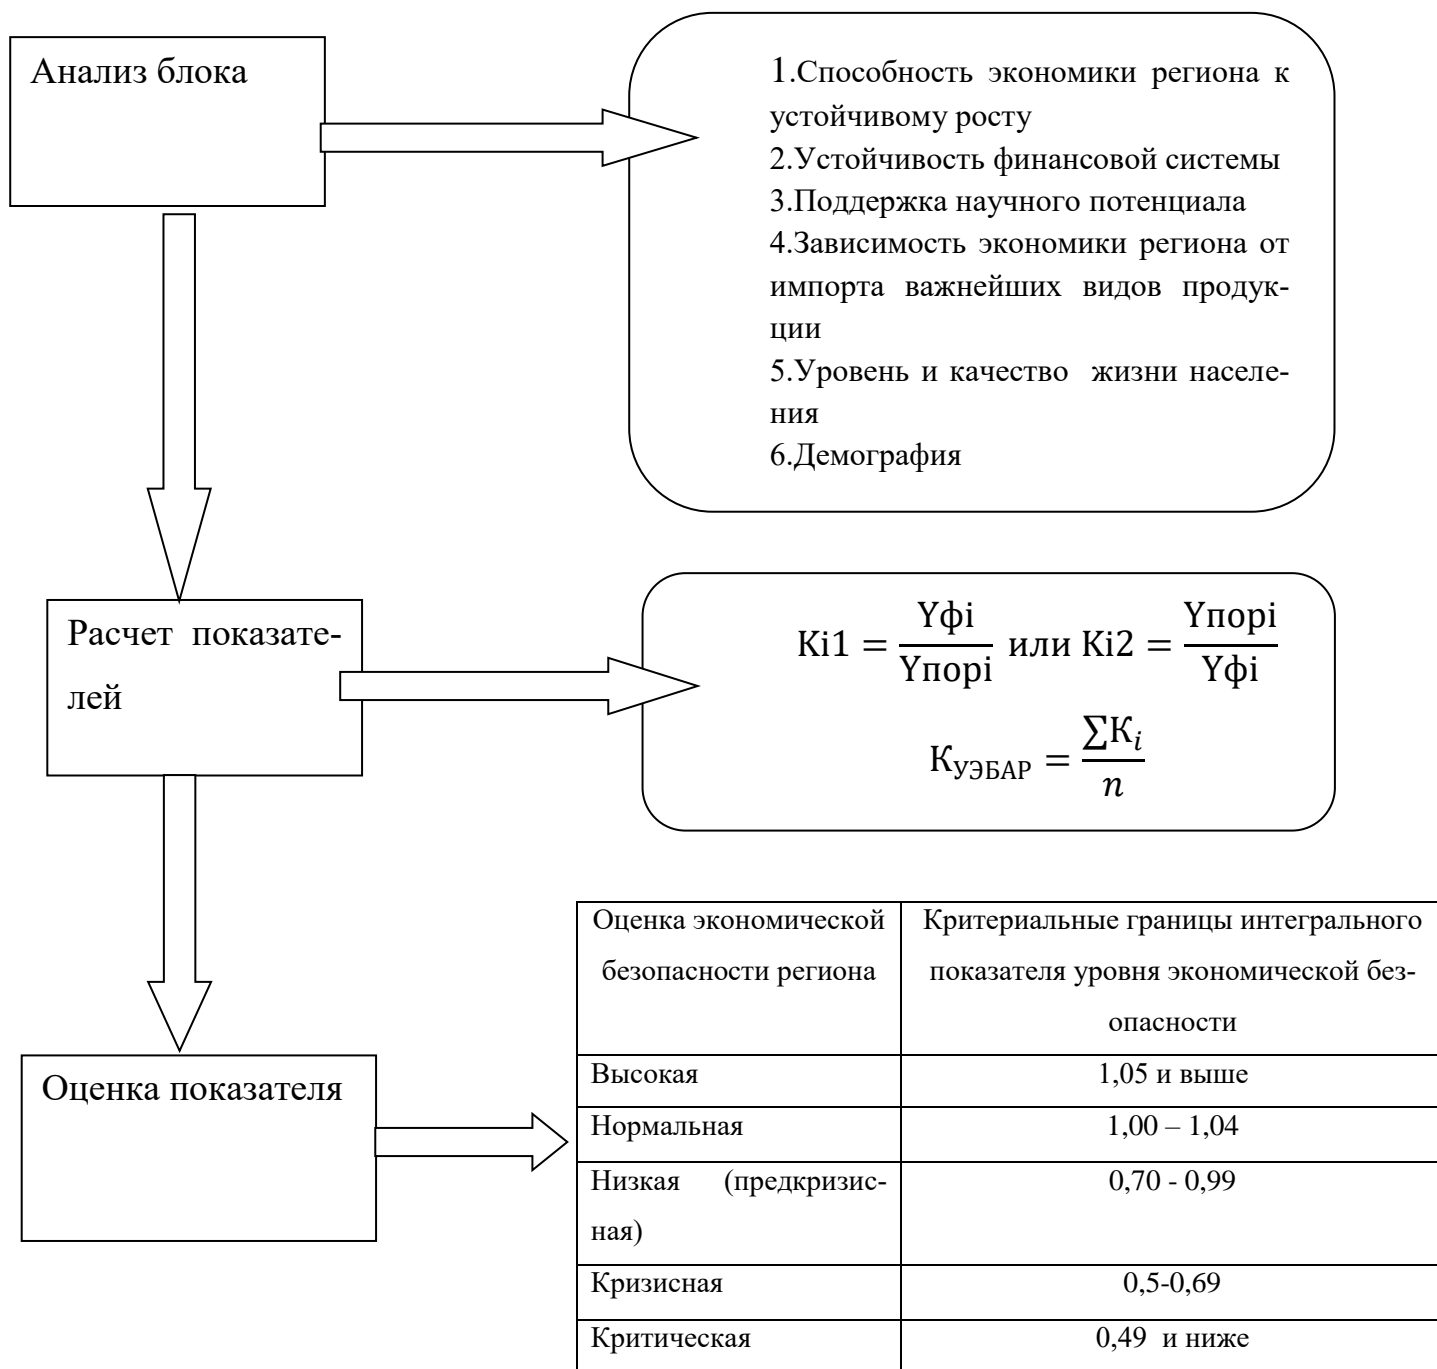 Анализ блока
1.Способность экономики региона к
устойчивому росту
2.Устойчивость финансовой системы
3.Поддержка научного потенциала
4.Зависимость экономики региона от
импорта важнейших видов продук-
ции
5.Уровень и качество жизни населе-
ния
6.Демография
Расчет показате-
лей
Ki1 = Yфi/Yпорi или Ki2 = Yпорi/Yфi
К_УЭБАР = ∑К_i/n
Оценка показателя
Оценка экономической
безопасности региона
Критериальные границы интегрального
показателя уровня экономической без-
опасности
Высокая 1,05 и выше
Нормальная 1,00 – 1,04
Низкая (предкризис-
ная) 0,70 - 0,99
Кризисная 0,5-0,69
Критическая 0,49 и ниже